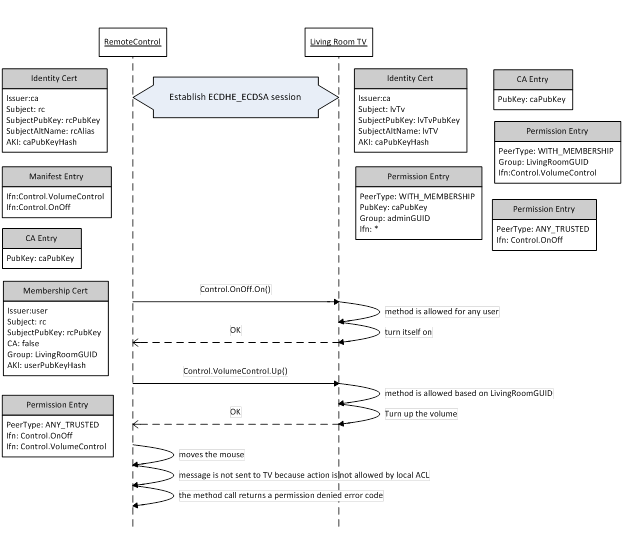 RemoteControl
Living Room TV
Identity Cert
Issuer:ca
Subject: rc
SubjectPubKey: rcPubKey
SubjectAltName: rcAlias
AKI: caPubKeyHash
Establish ECDHE_ECDSA session
Identity Cert
Issuer:ca
Subject: lvTv
SubjectPubKey: lvTvPubKey
SubjectAltName: lvTV
AKI: caPubKeyHash
CA Entry
PubKey: caPubKey
Permission Entry
PeerType: WITH_MEMBERSHIP
Group: LivingRoomGUID
Ifn:Control.VolumeControl
Manifest Entry
Ifn:Control.VolumeControl
Ifn:Control.OnOff
Permission Entry
PeerType: WITH_MEMBERSHIP
PubKey: caPubKey
Group: adminGUID
Ifn: *
Permission Entry
PeerType: ANY_TRUSTED
Ifn: Control.OnOff
CA Entry
PubKey: caPubKey
Membership Cert
Issuer:user
Subject: rc
SubjectPubKey: rcPubKey
CA: false
Group: LivingRoomGUID
AKI: userPubKeyHash
Control.OnOff.On()
method is allowed for any user
OK
turn itself on
Control.VolumeControl.Up()
method is allowed based on LivingRoomGUID
OK
Turn up the volume
Permission Entry
PeerType: ANY_TRUSTED
Ifn: Control.OnOff
Ifn: Control.VolumeControl
moves the mouse
message is not sent to TV because action is not allowed by local ACL
the method call returns a permission denied error code